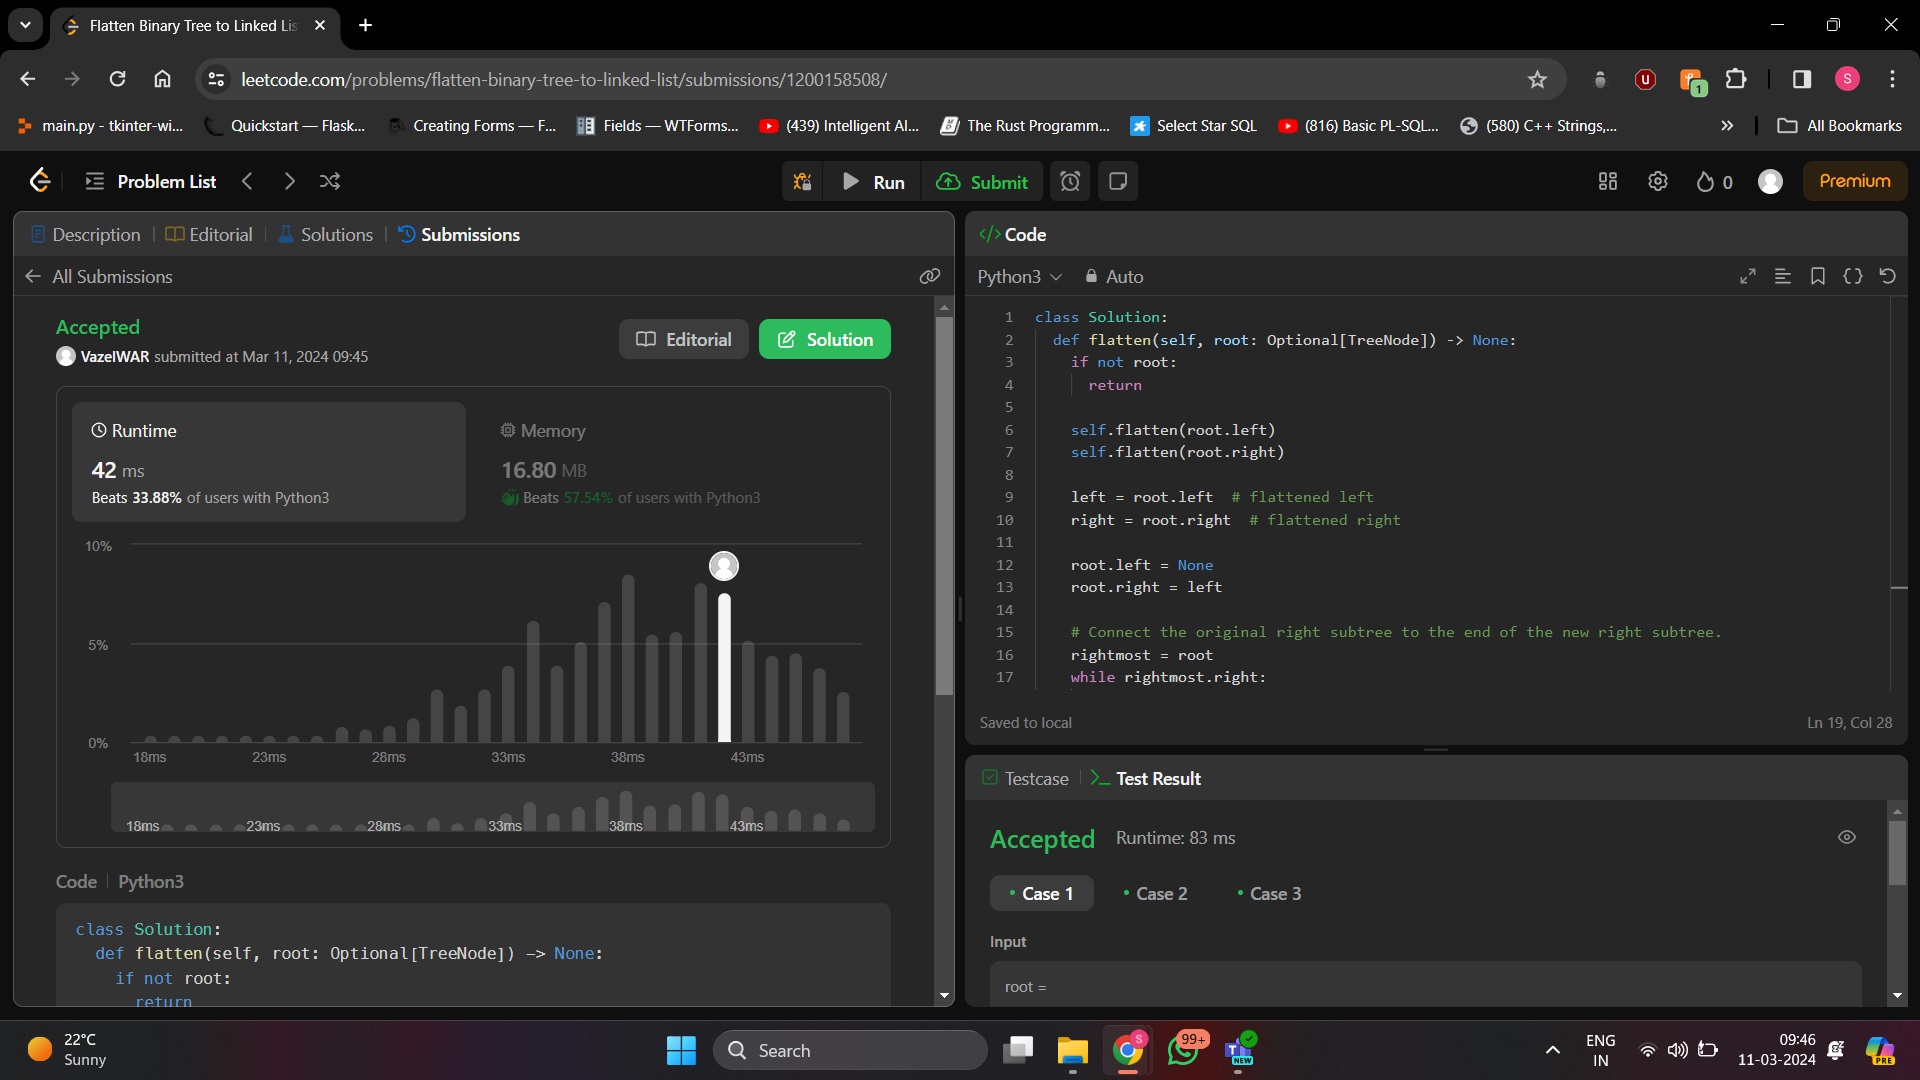 Flatten Binary Tree to Linked Lis
leetcode.com/problems/flatten-binary-tree-to-linked-list/submissions/1200158508/
U
1
S
main.py - tkinter-wi...
Quickstart — Flask...
Creating Forms — F...
Fields — WTForms...
(439) Intelligent AI...
The Rust Programm...
Select Star SQL
(816) Basic PL-SQL...
(580) C++ Strings,...
All Bookmarks
Problem List
Run
Submit
0
Premium
Description
Editorial
Solutions
Submissions
All Submissions
Accepted
VazelWAR submitted at Mar 11, 2024 09:45
Editorial
Solution
Runtime
42 ms
Beats 33.88% of users with Python3
Memory
16.80 MB
Beats 57.54% of users with Python3
10%
5%
0%
18ms 23ms 28ms 33ms 38ms 43ms
18ms 23ms 28ms 33ms 38ms 43ms
Code Python3
class Solution:
def flatten(self, root: Optional[TreeNode]) -> None:
if not root:
return
</> Code
Python3
Auto
1 class Solution:
2 def flatten(self, root: Optional[TreeNode]) -> None:
3 if not root:
4 return
5
6 self.flatten(root.left)
7 self.flatten(root.right)
8
9 left = root.left # flattened left
10 right = root.right # flattened right
11
12 root.left = None
13 root.right = left
14
15 # Connect the original right subtree to the end of the new right subtree.
16 rightmost = root
17 while rightmost.right:
Saved to local
Ln 19, Col 28
Testcase
Test Result
Accepted Runtime: 83 ms
Case 1
Case 2
Case 3
Input
root =
22°C
Sunny
Search
S
99+
T
NEW
ENG
IN
09:46
11-03-2024
PRE